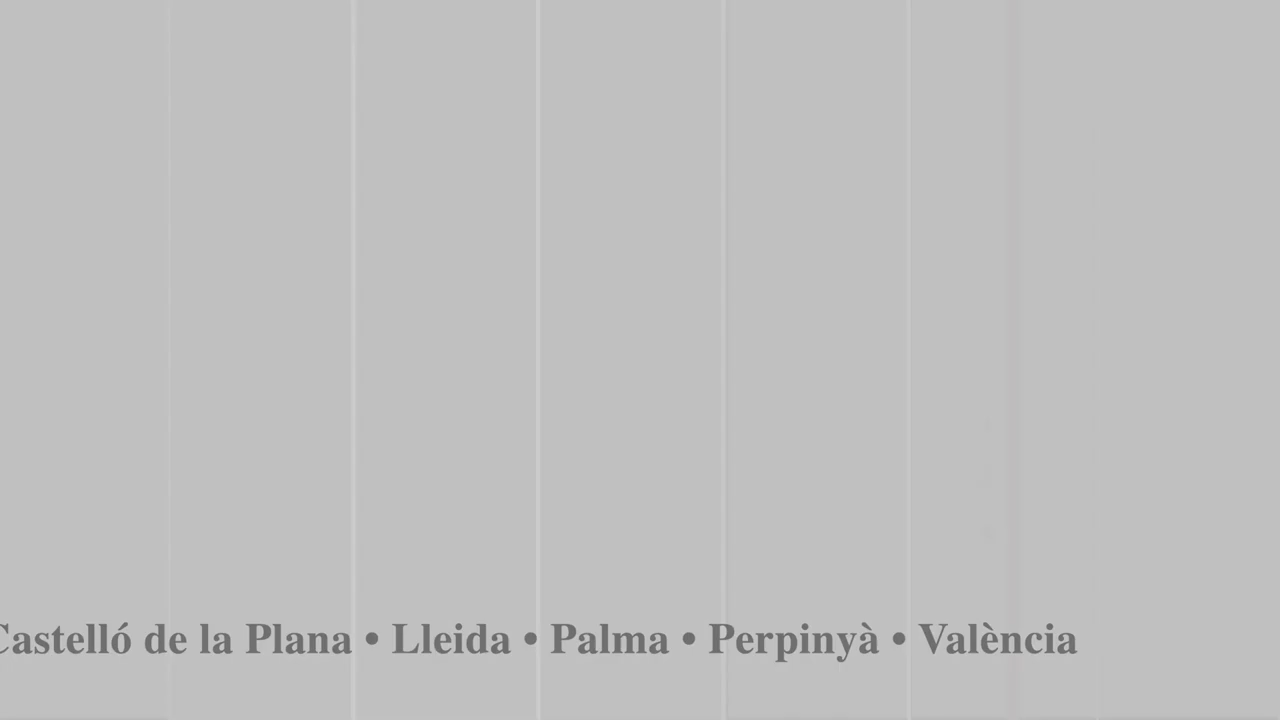 Castelló de la Plana • Lleida • Palma • Perpinyà • València